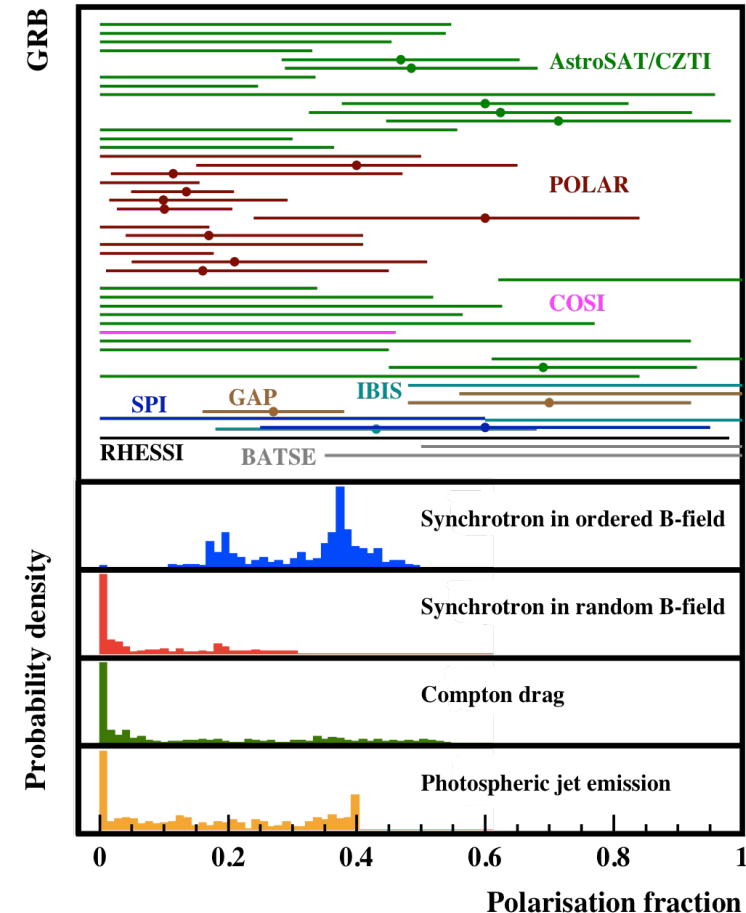 GRB
AstroSAT/CZTI
POLAR
COSI
IBIS
GAP
SPI
RHESSI
BATSE
Probability density
Synchrotron in ordered B-field
Synchrotron in random B-field
Compton drag
Photospheric jet emission
0 0.2 0.4 0.6 0.8 1
Polarisation fraction